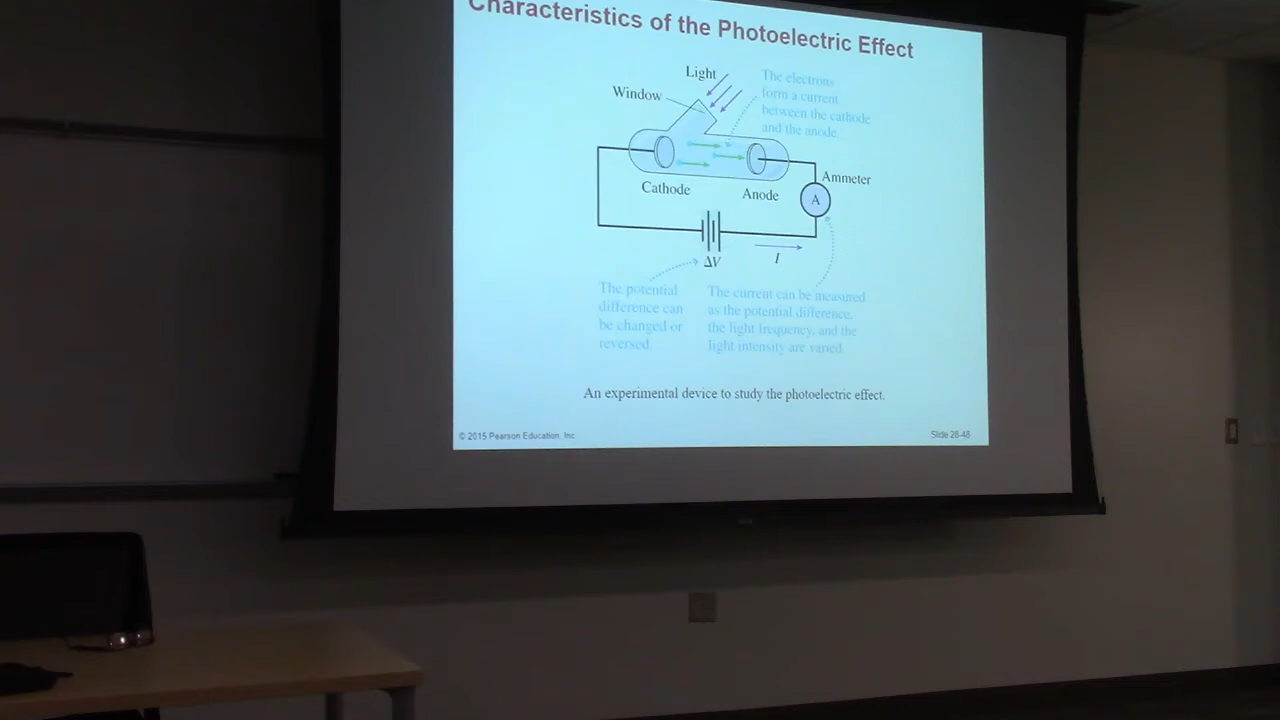 Characteristics of the Photoelectric Effect
Light
Window
The electrons
form a current
between the cathode
and the anode.
Cathode
Anode
Ammeter
A
ΔV
I
The potential
difference can
be changed or
reversed.
The current can be measured
as the potential difference,
the light frequency, and the
light intensity are varied.
An experimental device to study the photoelectric effect.
© 2015 Pearson Education, Inc.
Slide 28-48